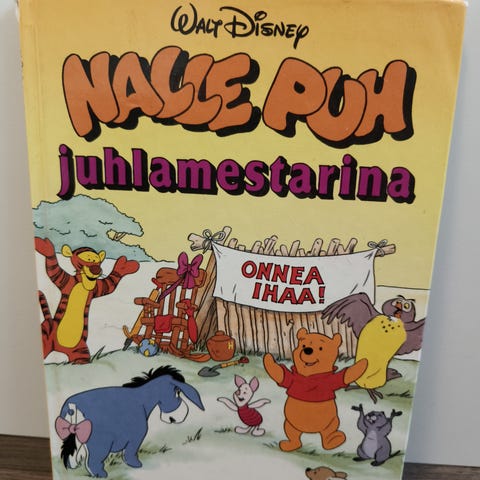 WALT DISNEY
NALLE PUH
juhlamestarina
ONNEA
IHAA!